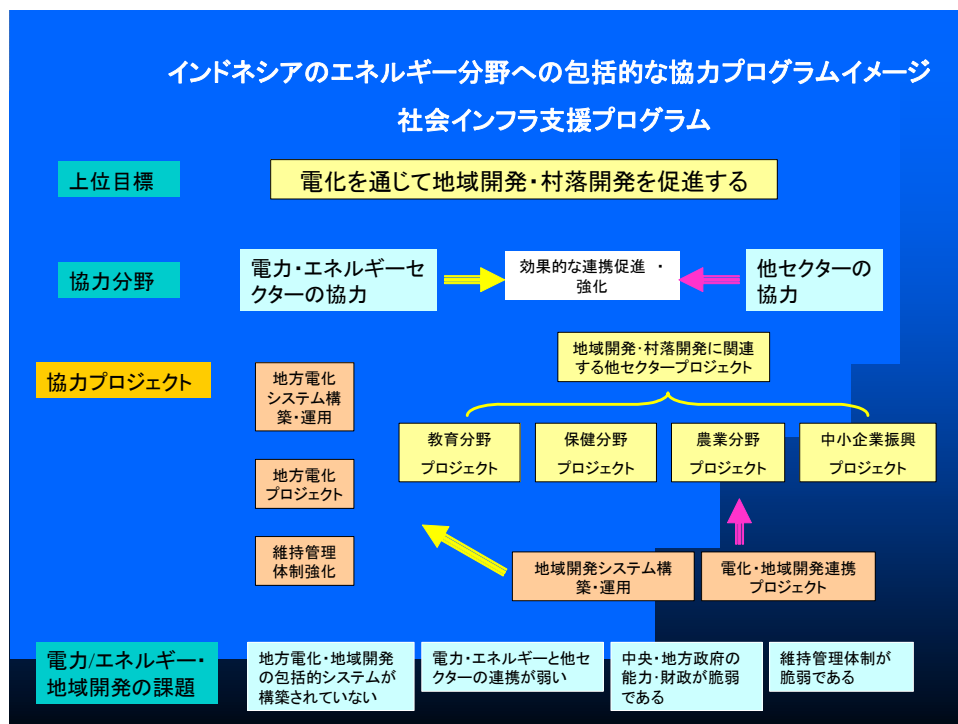 インドネシアのエネルギー分野への包括的な協力プログラムイメージ
社会インフラ支援プログラム
上位目標
電化を通じて地域開発・村落開発を促進する
協力分野
電力・エネルギーセ
クターの協力
効果的な連携促進 ・
強化
他セクターの
協力
協力プロジェクト
地方電化
システム構
築・運用
地域開発・村落開発に関連
する他セクタープロジェクト
教育分野
プロジェクト
保健分野
プロジェクト
農業分野
プロジェクト
中小企業振興
プロジェクト
地方電化
プロジェクト
維持管理
体制強化
地域開発システム構
築・運用
電化・地域開発連携
プロジェクト
電力/エネルギー・
地域開発の課題
地方電化・地域開発
の包括的システムが
構築されていない
電力・エネルギーと他セ
クターの連携が弱い
中央・地方政府の
能力・財政が脆弱
である
維持管理体制が
脆弱である